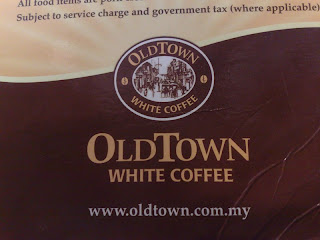 All food items are pork
Subject to service charge and government tax (where applicable)
OLDTOWN
WHITE COFFEE
OLDTOWN
WHITE COFFEE
www.oldtown.com.my